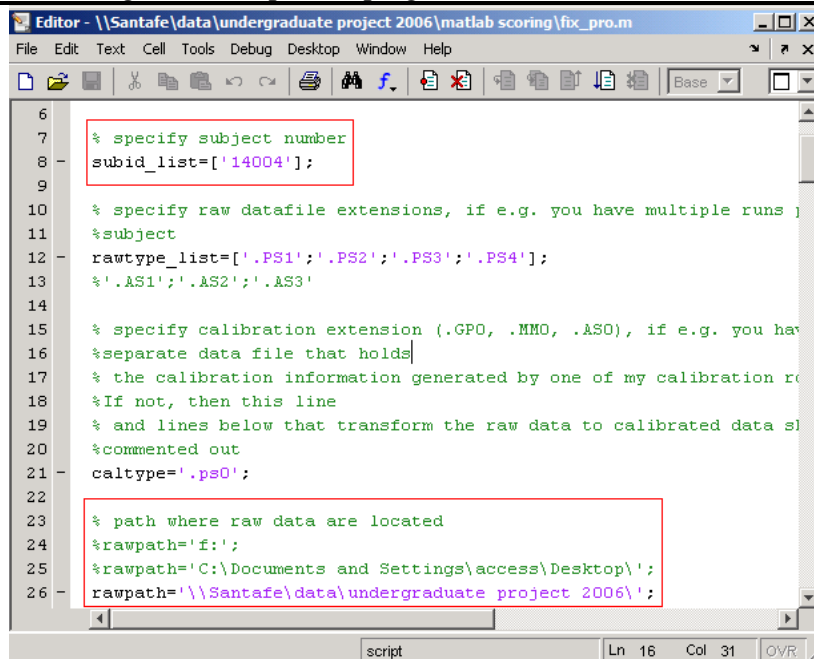 Editor - \\Santafe\data\undergraduate project 2006\matlab scoring\fix_pro.m
File Edit Text Cell Tools Debug Desktop Window Help
Base
6
7 % specify subject number
8 - subid_list=['14004'];
9
10 % specify raw datafile extensions, if e.g. you have multiple runs
11 %subject
12 - rawtype_list=['.PS1';'.PS2';'.PS3';'.PS4'];
13 %'.AS1';'.AS2';'.AS3'
14
15 % specify calibration extension (.GPO, .MMO, .ASO), if e.g. you hav
16 %separate data file that holds
17 % the calibration information generated by one of my calibration ro
18 %If not, then this line
19 % and lines below that transform the raw data to calibrated data
20 %commented out
21 - caltype='.ps0';
22
23 % path where raw data are located
24 %rawpath='f:';
25 %rawpath='C:\Documents and Settings\access\Desktop\';
26 - rawpath='\\Santafe\data\undergraduate project 2006\';
script Ln 16 Col 31 OVR